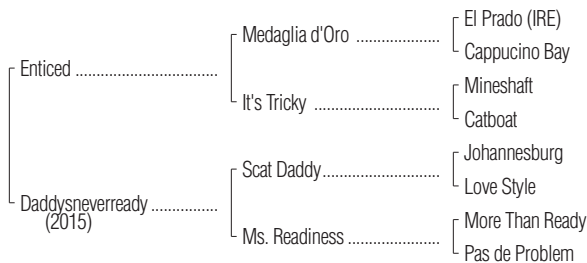 El Prado (IRE)
Medaglia d'Oro ....................
Cappucino Bay
Enticed ..................................
Mineshaft
It's Tricky ..............................
Catboat
Johannesburg
Scat Daddy ............................
Love Style
Daddysneverready ................
(2015)
More Than Ready
Ms. Readiness .......................
Pas de Problem